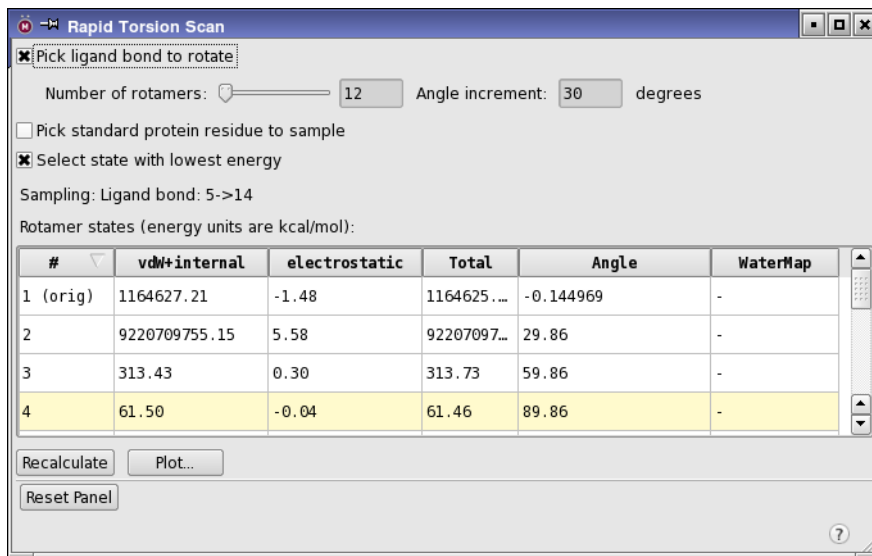 Rapid Torsion Scan
Pick ligand bond to rotate
Number of rotamers: 12 Angle increment: 30 degrees
Pick standard protein residue to sample
Select state with lowest energy
Sampling: Ligand bond: 5->14
Rotamer states (energy units are kcal/mol):
# vdW+internal electrostatic Total Angle WaterMap
1 (orig) 1164627.21 -1.48 1164625.… -0.144969 -
2 9220709755.15 5.58 92207097… 29.86 -
3 313.43 0.30 313.73 59.86 -
4 61.50 -0.04 61.46 89.86 -
Recalculate Plot...
Reset Panel
?